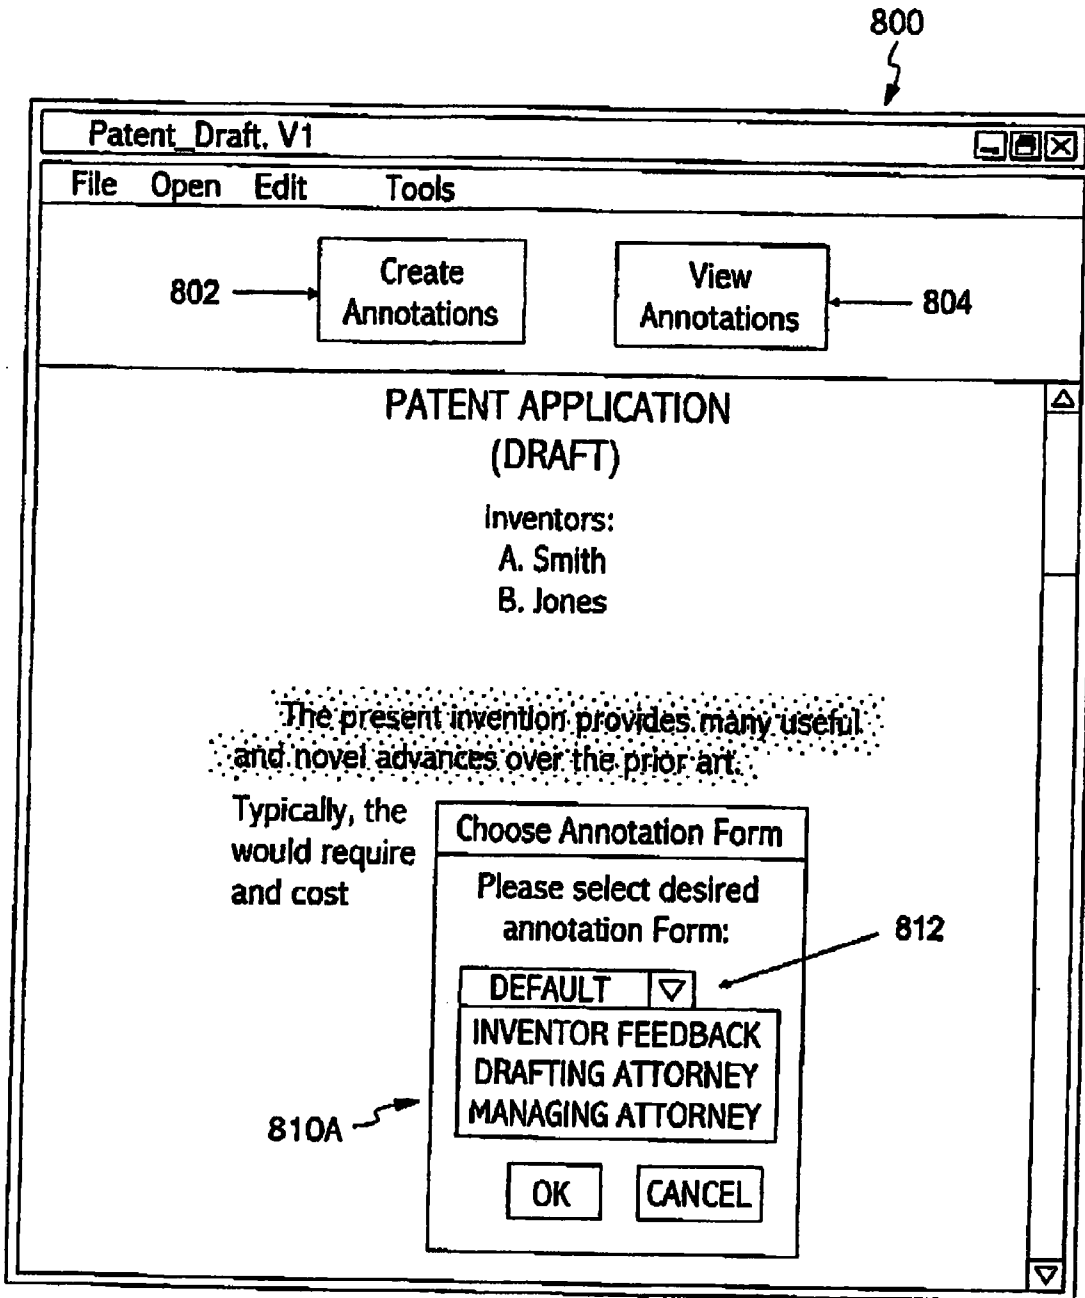 800
Patent_Draft. V1
File Open Edit Tools
802
Create
Annotations
View
Annotations
804
PATENT APPLICATION
(DRAFT)
Inventors:
A. Smith
B. Jones
The present invention provides many useful
and novel advances over the prior art.
Typically, the
would require
and cost
Choose Annotation Form
Please select desired
annotation Form:
812
DEFAULT
INVENTOR FEEDBACK
DRAFTING ATTORNEY
MANAGING ATTORNEY
810A
OK
CANCEL